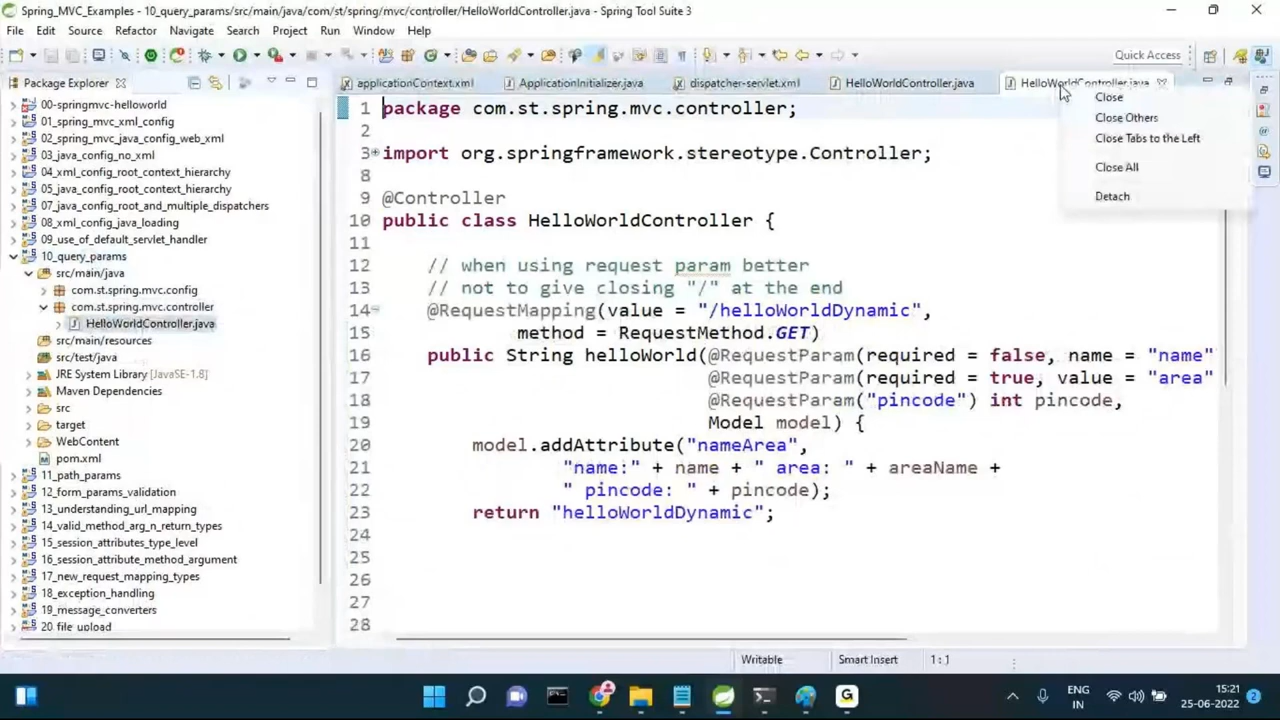 Spring_MVC_Examples - 10_query_params/src/main/java/com/st/spring/mvc/controller/HelloWorldController.java - Spring Tool Suite 3
File Edit Source Refactor Navigate Search Project Run Window Help
Quick Access
Package Explorer
applicationContext.xml ApplicationInitializer.java dispatcher-servlet.xml HelloWorldController.java HelloWorldController.java
Close
Close Others
Close Tabs to the Left
Close All
Detach
00-springmvc-helloworld
01_spring_mvc_xml_config
02_spring_mvc_java_config_web_xml
03_java_config_no_xml
04_xml_config_root_context_hierarchy
05_java_config_root_context_hierarchy
07_java_config_root_and_multiple_dispatchers
08_xml_config_java_loading
09_use_of_default_servlet_handler
10_query_params
src/main/java
com.st.spring.mvc.config
com.st.spring.mvc.controller
HelloWorldController.java
src/main/resources
src/test/java
JRE System Library [JavaSE-1.8]
Maven Dependencies
src
target
WebContent
pom.xml
11_path_params
12_form_params_validation
13_understanding_url_mapping
14_valid_method_arg_n_return_types
15_session_attributes_type_level
16_session_attribute_method_argument
17_new_request_mapping_types
18_exception_handling
19_message_converters
20_file_upload
1 package com.st.spring.mvc.controller;
2
3 import org.springframework.stereotype.Controller;
8
9 @Controller
10 public class HelloWorldController {
11
12 // when using request param better
13 // not to give closing "/" at the end
14 @RequestMapping(value = "/helloWorldDynamic",
15 method = RequestMethod.GET)
16 public String helloWorld(@RequestParam(required = false, name = "name"
17 @RequestParam(required = true, value = "area"
18 @RequestParam("pincode") int pincode,
19 Model model) {
20 model.addAttribute("nameArea",
21 "name:" + name + " area: " + areaName +
22 " pincode: " + pincode);
23 return "helloWorldDynamic";
24
25
26
27
28
Writable Smart Insert 1 : 1
ENG
IN
15:21
25-06-2022
2